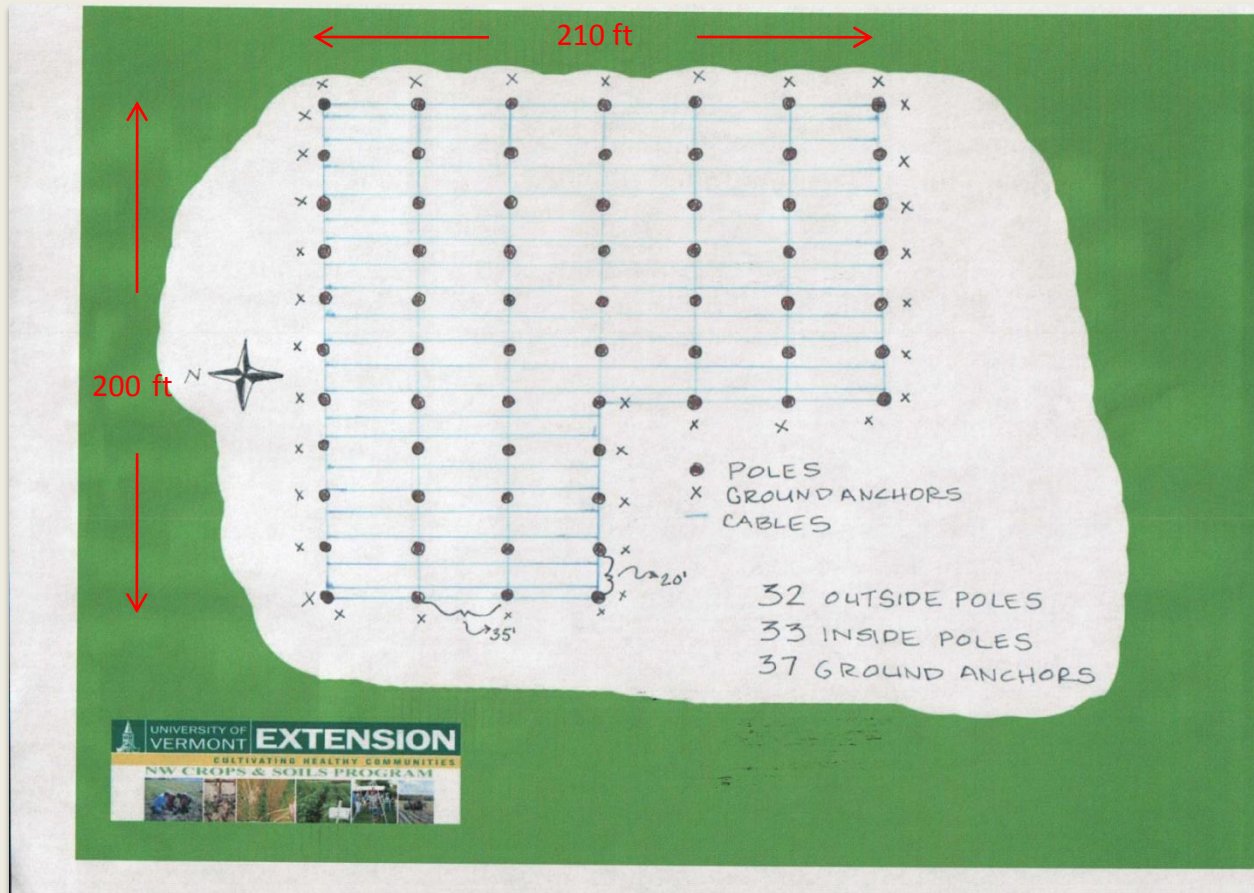 210 ft
200 ft
N
POLES
X GROUND ANCHORS
CABLES
20'
35'
32 OUTSIDE POLES
33 INSIDE POLES
37 GROUND ANCHORS
UNIVERSITY OF
VERMONT EXTENSION
CULTIVATING HEALTHY COMMUNITIES
NW CROPS & SOILS PROGRAM